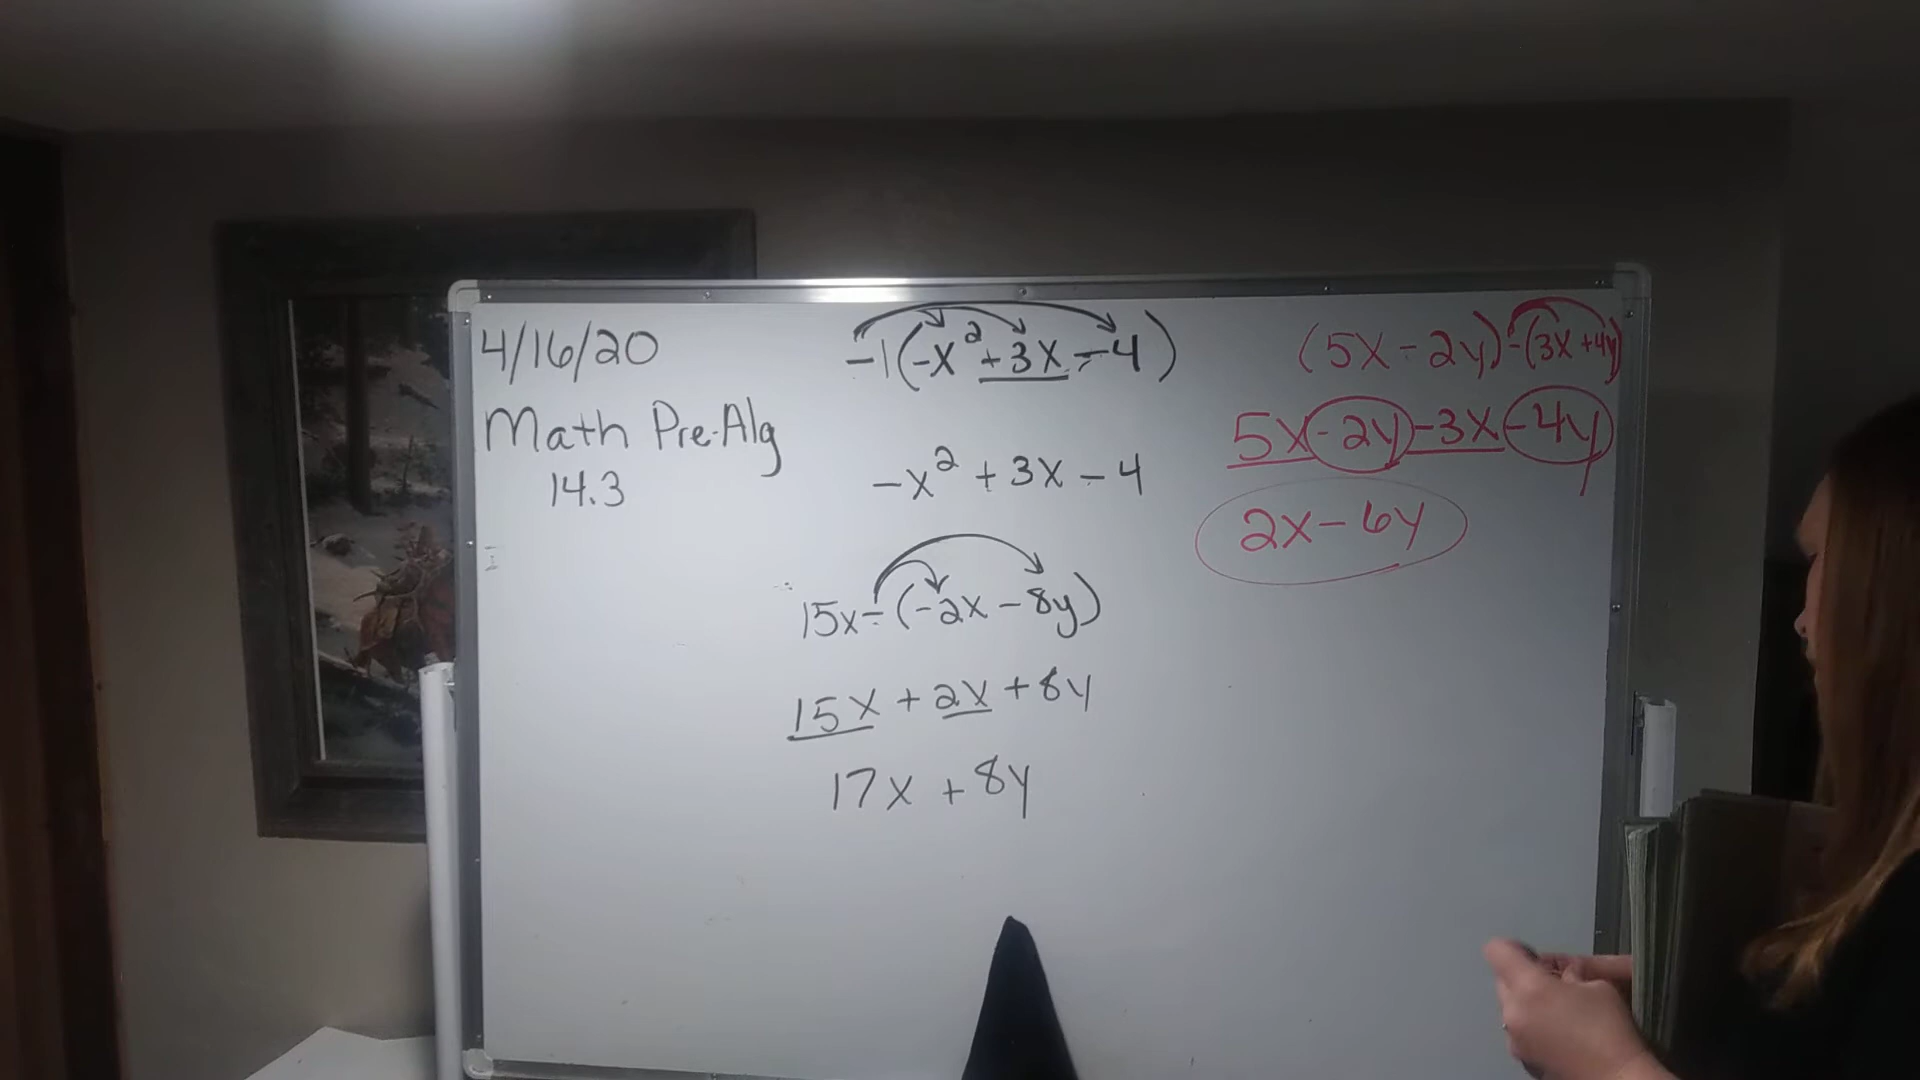 4/16/20
Math Pre-Alg
14.3
-1(-x² +3x -4)
-x² + 3x - 4
15x-(-2x - 8y)
15x + 2x + 8y
17x + 8y
(5x - 2y) -(3x +4y)
5x -2y -3x -4y
2x - 6y